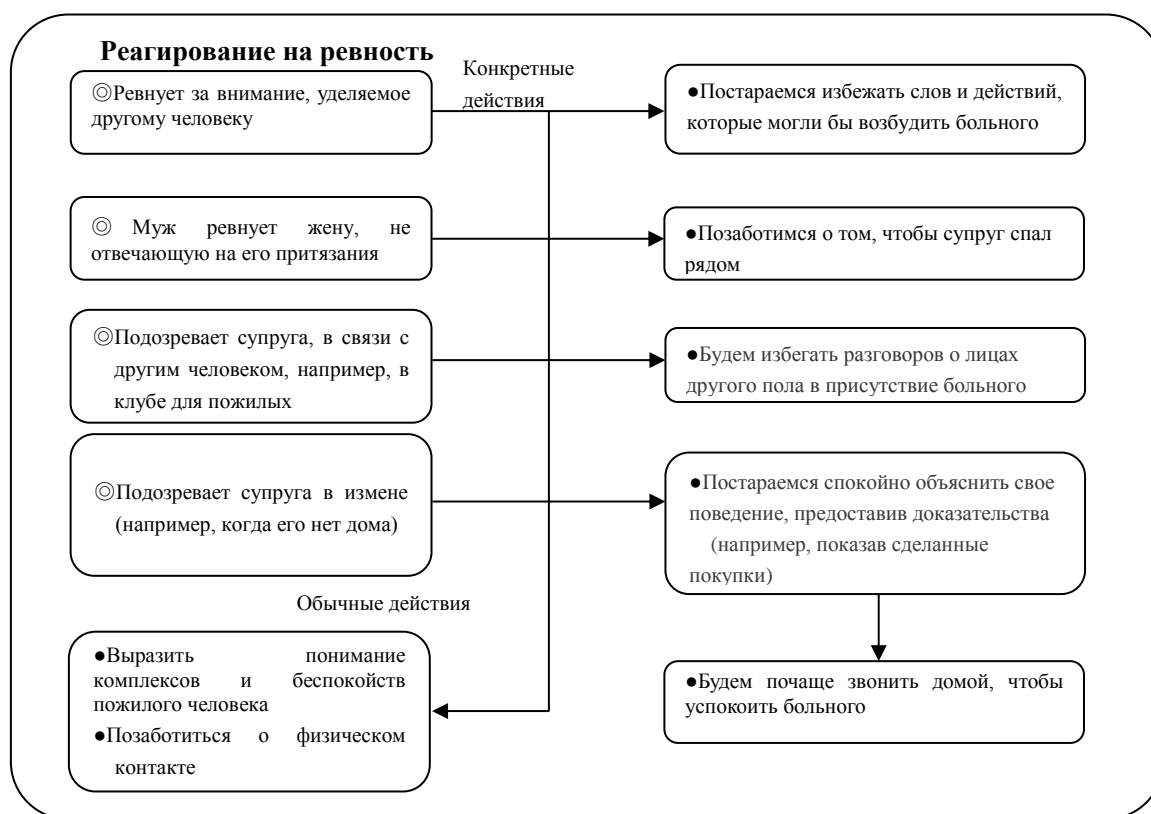 Реагирование на ревность
Конкретные
действия
◎Ревнует за внимание, уделяемое
другому человеку
●Постараемся избежать слов и действий,
которые могли бы возбудить больного
◎ Муж ревнует жену, не
отвечающую на его притязания
●Позаботимся о том, чтобы супруг спал
рядом
◎Подозревает супруга, в связи с
другим человеком, например, в
клубе для пожилых
●Будем избегать разговоров о лицах
другого пола в присутствие больного
◎Подозревает супруга в измене
(например, когда его нет дома)
●Постараемся спокойно объяснить свое
поведение, предоставив доказательства
(например, показав сделанные
покупки)
Обычные действия
●Выразить понимание
комплексов и беспокойств
пожилого человека
●Позаботиться о физическом
контакте
●Будем почаще звонить домой, чтобы
успокоить больного